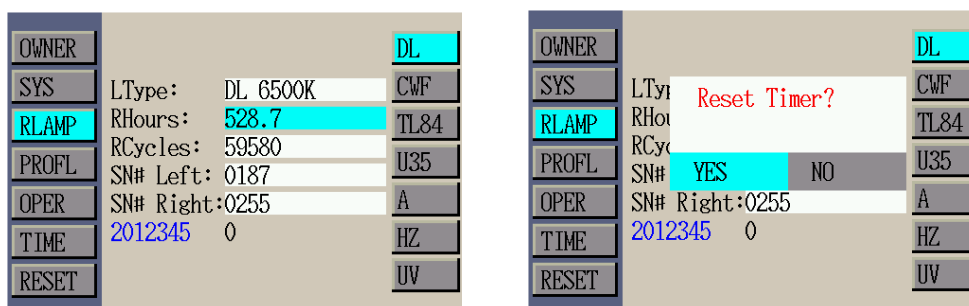 OWNER
SYS
RLAMP
PROFL
OPER
TIME
RESET
LType: DL 6500K
RHours: 528.7
RCycles: 59580
SN# Left: 0187
SN# Right: 0255
2012345 0
DL
CWF
TL84
U35
A
HZ
UV
OWNER
SYS
RLAMP
PROFL
OPER
TIME
RESET
LTyp
RHou
RCyc
SN#
Reset Timer?
YES NO
SN# Right: 0255
2012345 0
DL
CWF
TL84
U35
A
HZ
UV